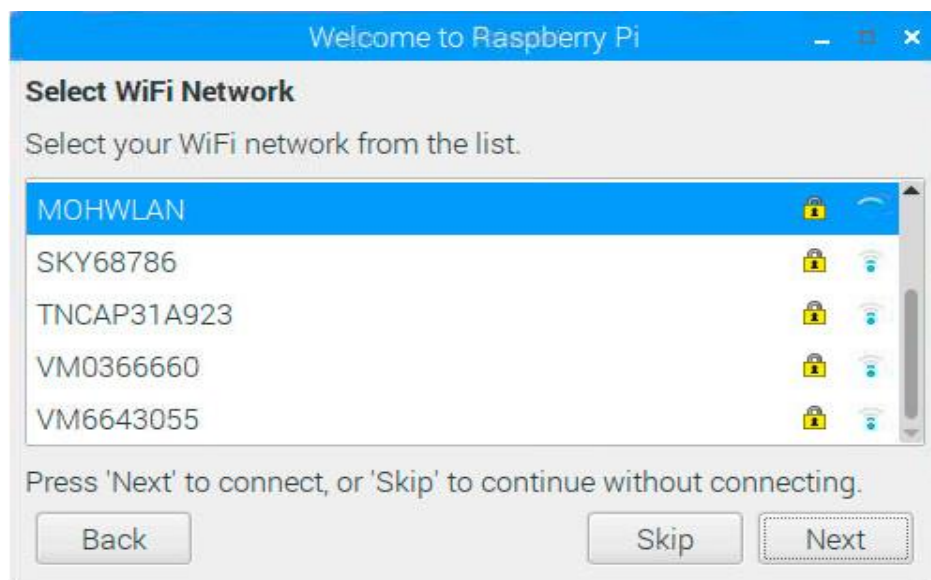 Welcome to Raspberry Pi
Select WiFi Network
Select your WiFi network from the list.
MOHWLAN
SKY68786
TNCAP31A923
VM0366660
VM6643055
Press 'Next' to connect, or 'Skip' to continue without connecting.
Back Skip Next